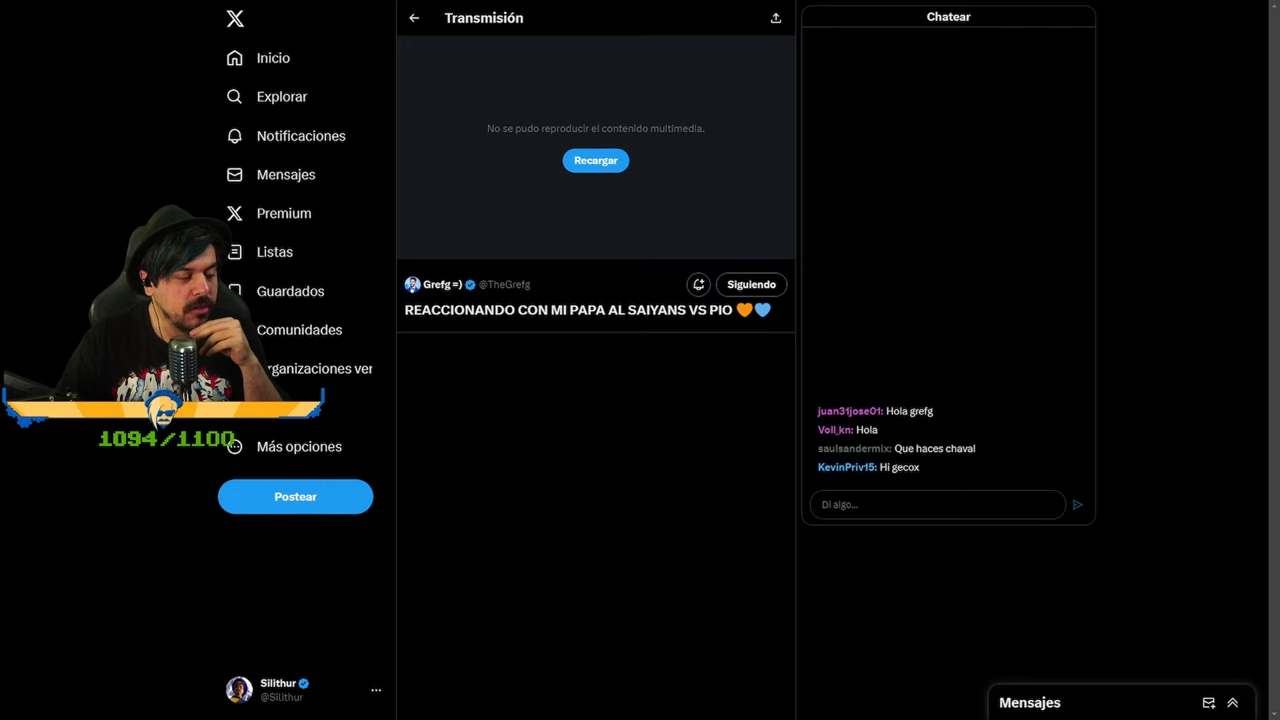 Inicio
Explorar
Notificaciones
Mensajes
Premium
Listas
Guardados
Comunidades
rganizaciones ver
1094/1100
Más opciones
Postear
Silithur
@Silithur
Transmisión
No se pudo reproducir el contenido multimedia.
Recargar
Grefg =) @TheGrefg
Siguiendo
REACCIONANDO CON MI PAPA AL SAIYANS VS PIO 🧡🩵
Chatear
juan31jose01: Hola grefg
Voll_kn: Hola
saulsandermix: Que haces chaval
KevinPriv15: Hi gecox
Di algo...
Mensajes